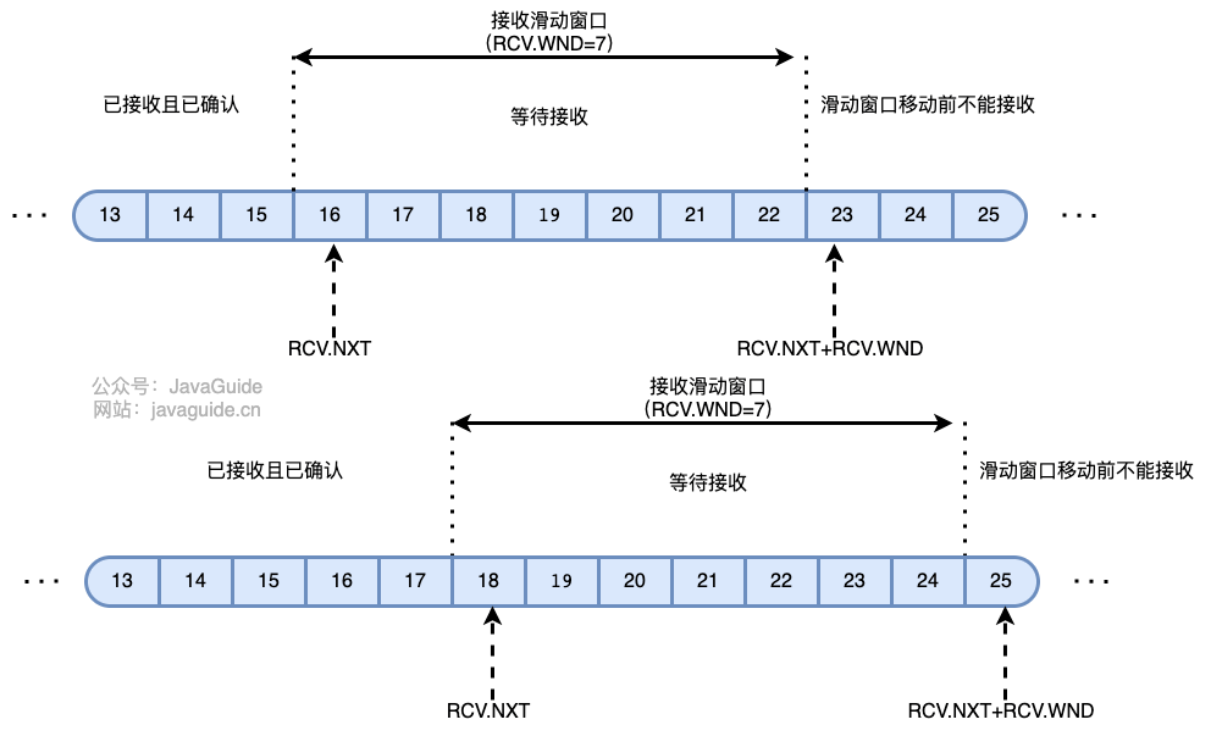 接收滑动窗口
(RCV.WND=7)
已接收且已确认
等待接收
滑动窗口移动前不能接收
··· 13 14 15 16 17 18 19 20 21 22 23 24 25 ···
RCV.NXT
RCV.NXT+RCV.WND
公众号：JavaGuide
网站：javaguide.cn
接收滑动窗口
(RCV.WND=7)
已接收且已确认
等待接收
滑动窗口移动前不能接收
··· 13 14 15 16 17 18 19 20 21 22 23 24 25 ···
RCV.NXT
RCV.NXT+RCV.WND